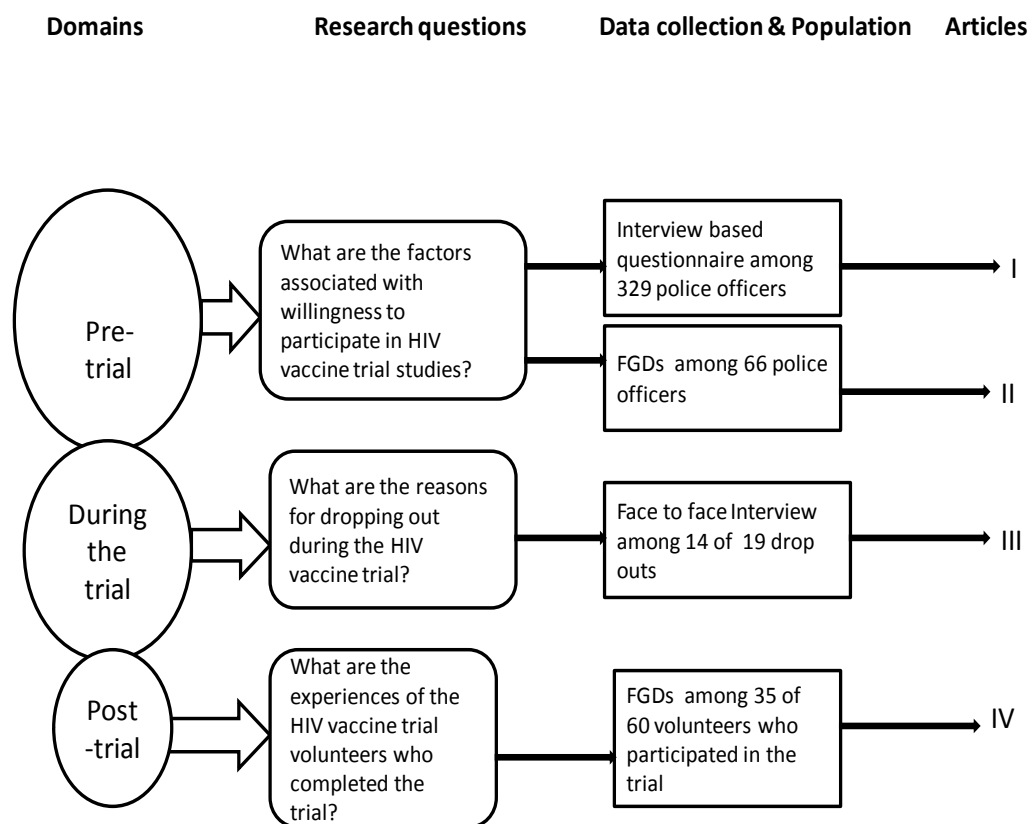 Domains Research questions Data collection & Population Articles
Pre-
trial
What are the factors
associated with
willingness to
participate in HIV
vaccine trial studies?
Interview based
questionnaire among
329 police officers
I
FGDs among 66 police
officers
II
During
the
trial
What are the reasons
for dropping out
during the HIV
vaccine trial?
Face to face Interview
among 14 of 19 drop
outs
III
Post
-trial
What are the
experiences of the
HIV vaccine trial
volunteers who
completed the
trial?
FGDs among 35 of
60 volunteers who
participated in the
trial
IV